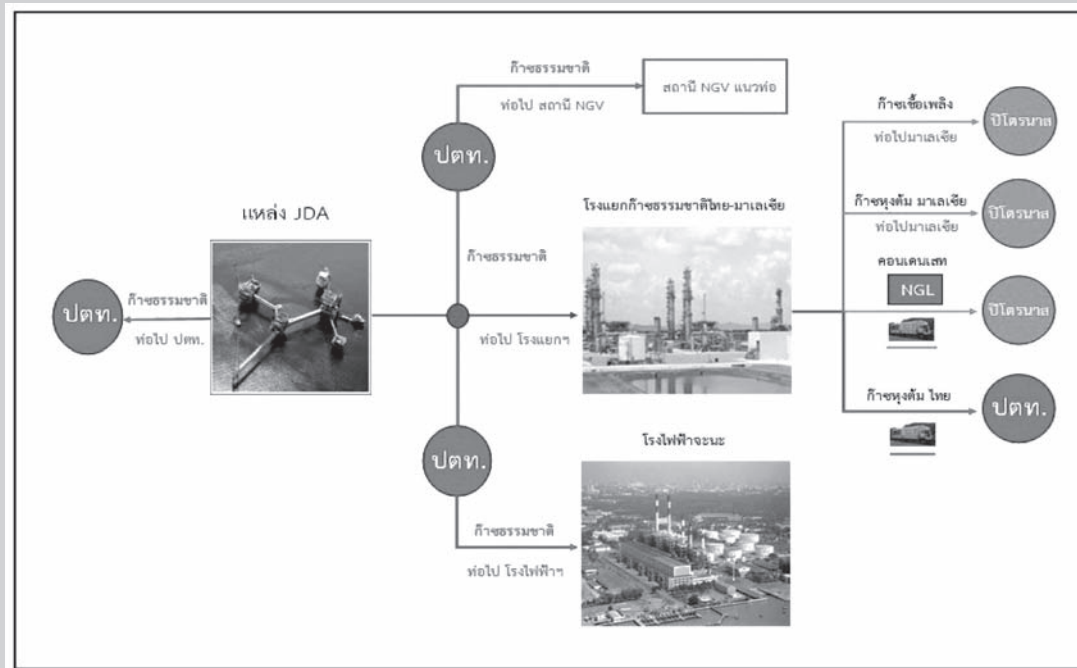 แหล่ง JDA
ปตท.
ก๊าซธรรมชาติ
ท่อไป ปตท.
ก๊าซธรรมชาติ
ท่อไป สถานี NGV
สถานี NGV แนวท่อ
ปตท.
ก๊าซธรรมชาติ
ท่อไป โรงแยกฯ
โรงแยกก๊าซธรรมชาติไทย-มาเลเซีย
ปตท.
ก๊าซธรรมชาติ
ท่อไป โรงไฟฟ้าฯ
โรงไฟฟ้าจะนะ
ก๊าซเชื้อเพลิง
ท่อไปมาเลเซีย
ปิโตรนาส
ก๊าซหุงต้ม มาเลเซีย
ท่อไปมาเลเซีย
ปิโตรนาส
คอนเดนเสท
NGL
ปิโตรนาส
ก๊าซหุงต้ม ไทย
ปตท.